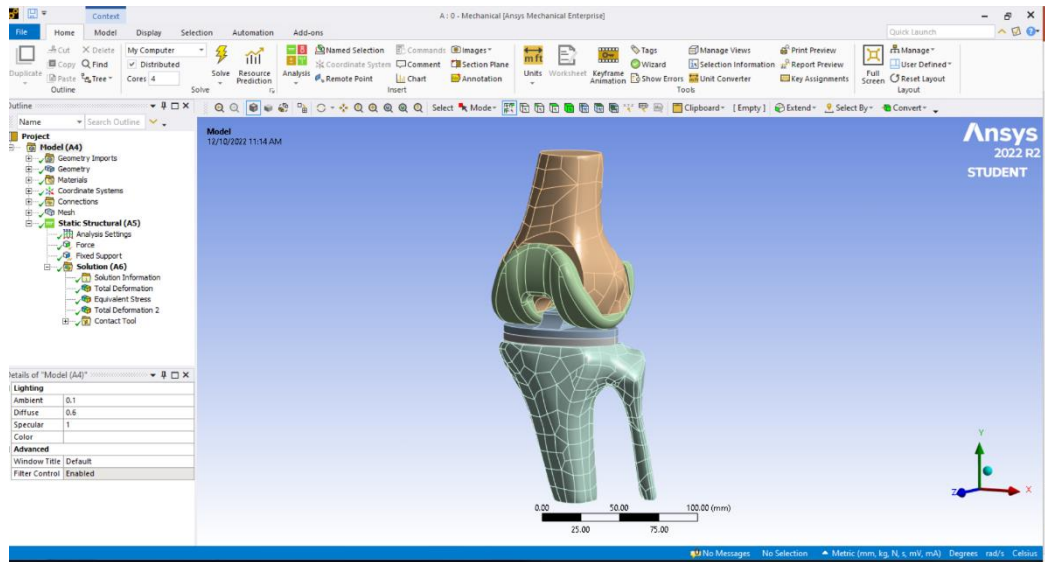 Context
A : 0 - Mechanical [Ansys Mechanical Enterprise]
File Home Model Display Selection Automation Add-ons Quick Launch
Duplicate
Cut
Copy
Paste
Delete
Find
Tree
Outline
My Computer
Distributed
Cores 4
Solve
Resource Prediction
Solve
Analysis
Named Selection
Coordinate System
Remote Point
Commands
Comment
Chart
Images
Section Plane
Annotation
Insert
Units
Worksheet
Keyframe Animation
Tags
Wizard
Show Errors
Manage Views
Selection Information
Unit Converter
Print Preview
Report Preview
Key Assignments
Tools
Full Screen
Manage
User Defined
Reset Layout
Layout
Outline
Select Mode Clipboard [Empty] Extend Select By Convert
Name Search Outline
Project
Model (A4)
Geometry Imports
Geometry
Materials
Coordinate Systems
Connections
Mesh
Static Structural (A5)
Analysis Settings
Force
Fixed Support
Solution (A6)
Solution Information
Total Deformation
Equivalent Stress
Total Deformation 2
Contact Tool
Details of "Model (A4)"
Lighting
Ambient 0.1
Diffuse 0.6
Specular 1
Color
Advanced
Window Title Default
Filter Control Enabled
Model
12/10/2022 11:14 AM
Ansys
2022 R2
STUDENT
Y
Z X
0.00 50.00 100.00 (mm)
25.00 75.00
No Messages No Selection Metric (mm, kg, N, s, mV, mA) Degrees rad/s Celsius